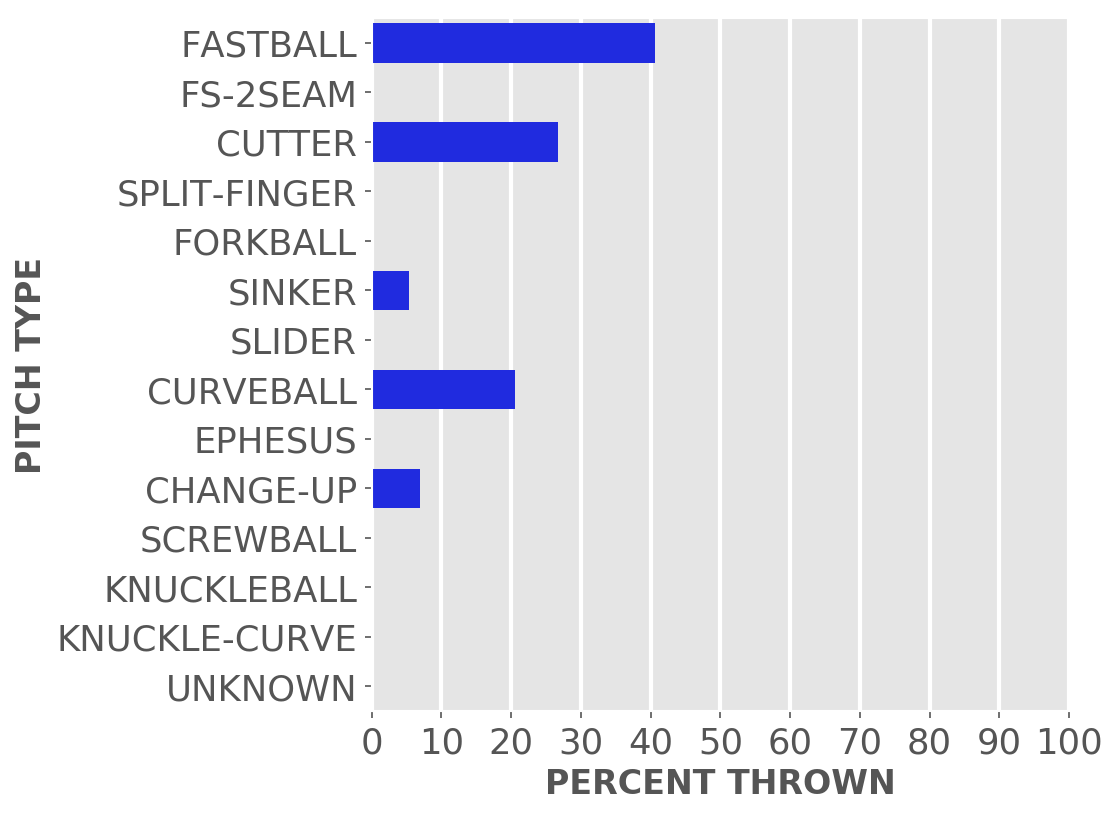 FASTBALL
FS-2SEAM
CUTTER
SPLIT-FINGER
FORKBALL
SINKER
SLIDER
CURVEBALL
EPHESUS
CHANGE-UP
SCREWBALL
KNUCKLEBALL
KNUCKLE-CURVE
UNKNOWN
PITCH TYPE
0 10 20 30 40 50 60 70 80 90 100
PERCENT THROWN